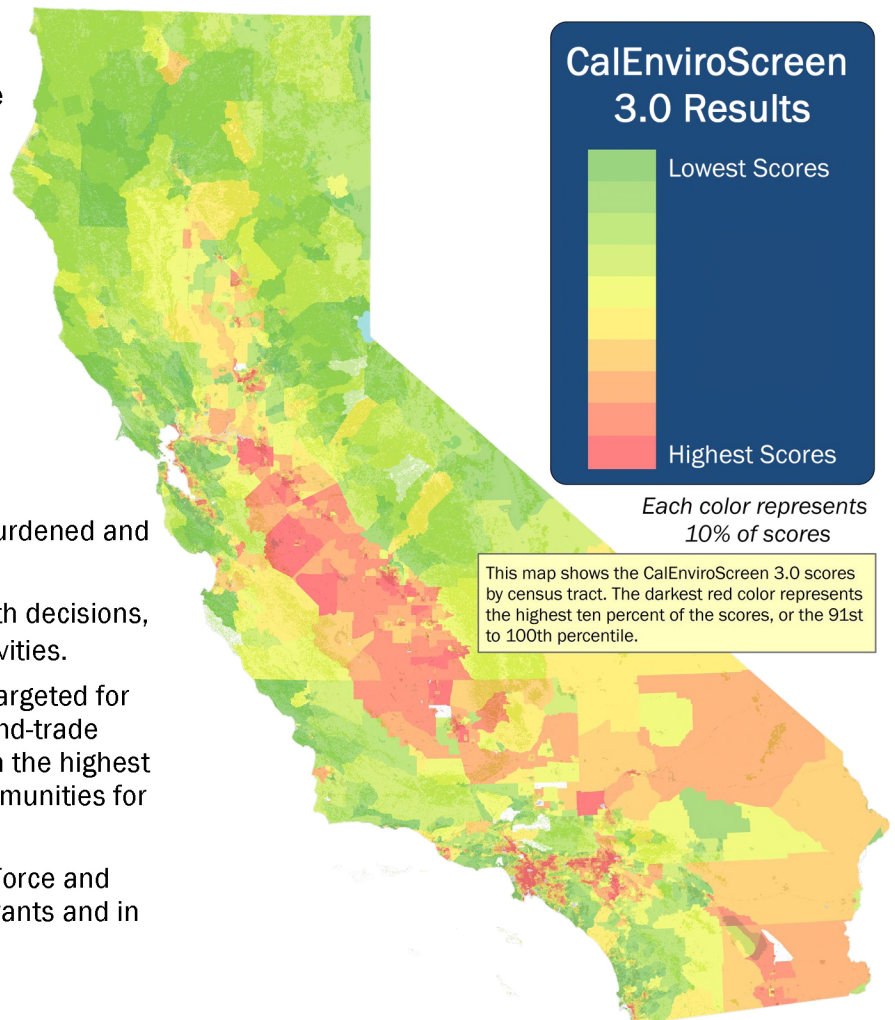 e
urdened and
th decisions,
vities.
targeted for
nd-trade
n the highest
mmunities for
Force and
rants and in
CalEnviroScreen
3.0 Results
Lowest Scores
Highest Scores
Each color represents
10% of scores
This map shows the CalEnviroScreen 3.0 scores
by census tract. The darkest red color represents
the highest ten percent of the scores, or the 91st
to 100th percentile.